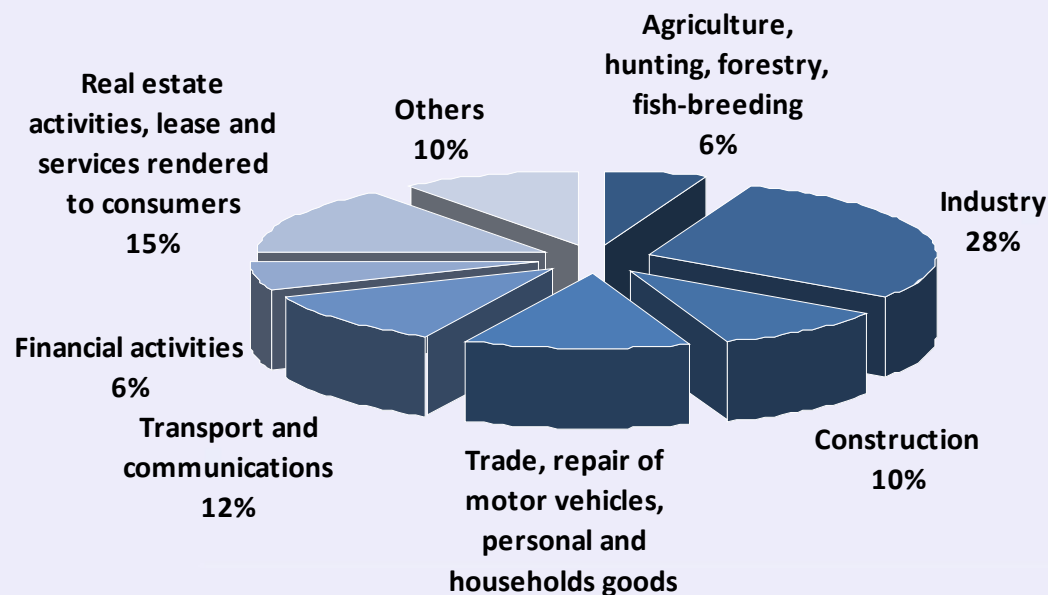 Agriculture,
hunting, forestry,
fish-breeding
6%
Industry
28%
Construction
10%
Trade, repair of
motor vehicles,
personal and
households goods
Transport and
communications
12%
Financial activities
6%
Real estate
activities, lease and
services rendered
to consumers
15%
Others
10%